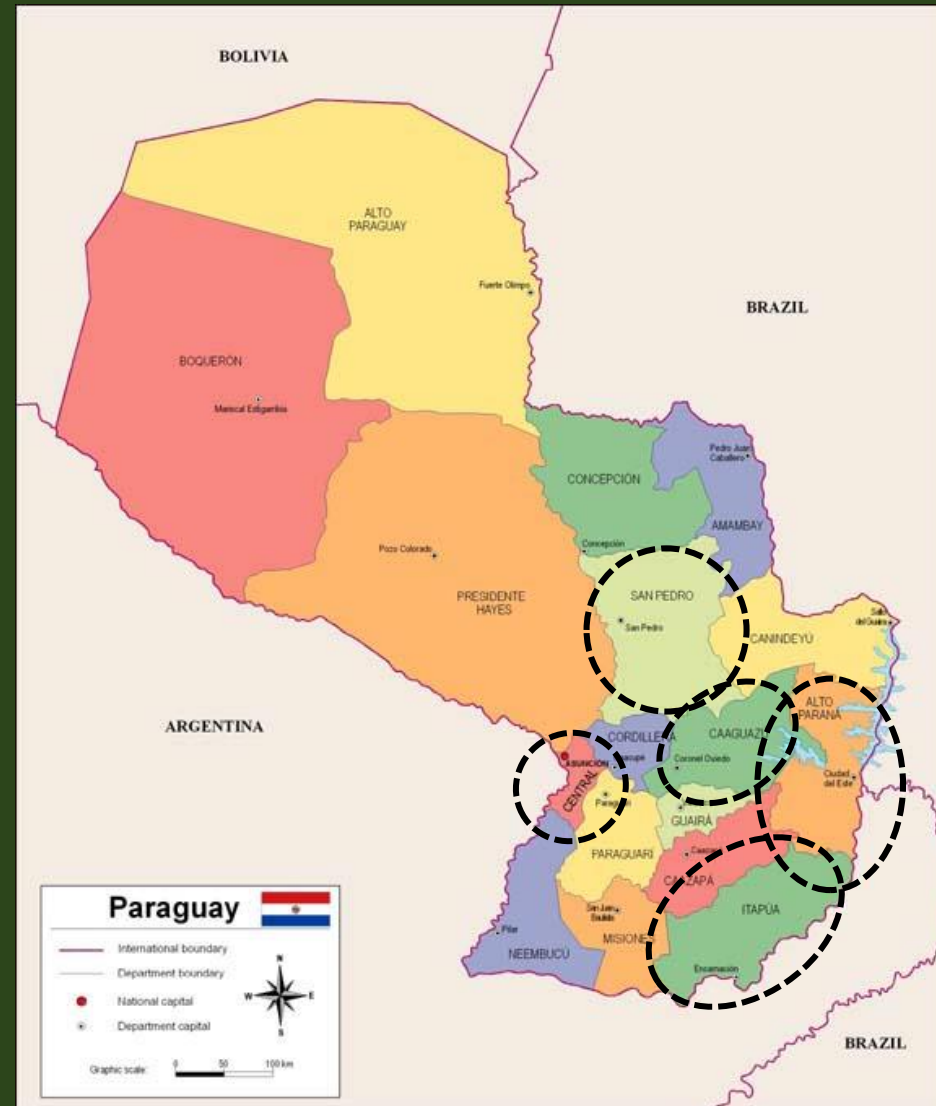 BOLIVIA
ALTO
PARAGUAY
Fuerte Olimpo
BRAZIL
BOQUERÓN
Mariscal Estigarribia
Pedro Juan
Caballero
CONCEPCIÓN
AMAMBAY
Concepción
Pozo Colorado
PRESIDENTE
HAYES
SAN PEDRO
San Pedro
Salto
del Guaira
CANINDEYÚ
ALTO
PARANÁ
ARGENTINA
CORDILLERA
CAAGUAZÚ
ASUNCIÓN
Coronel Oviedo
Ciudad
del Este
CENTRAL
Paraguarí
GUAIRÁ
PARAGUARÍ
Caazapá
CAAZAPÁ
ITAPÚA
San Juan
Bautista
MISIONES
Pilar
ÑEEMBUCÚ
Encarnación
BRAZIL
Paraguay
International boundary
Department boundary
National capital
Department capital
N
W
E
S
Graphic scale:
0 50 100 km